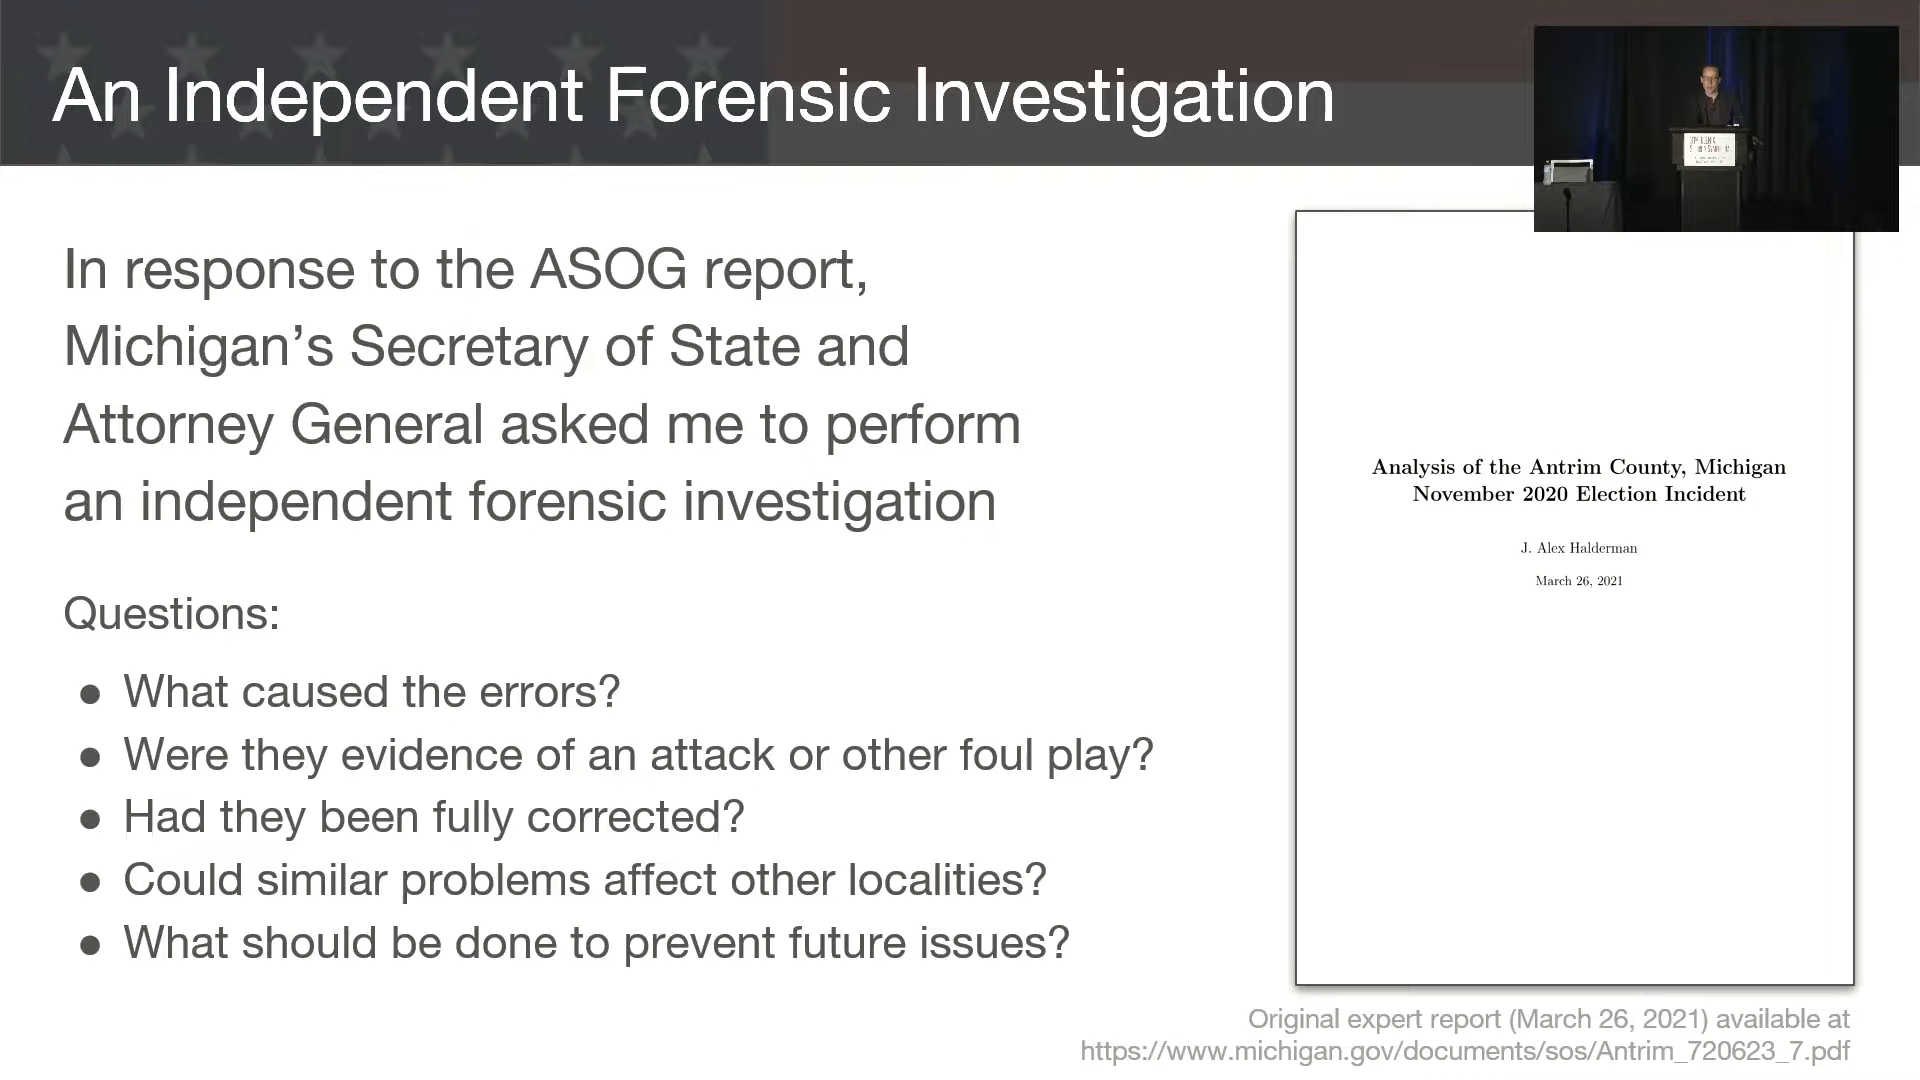 An Independent Forensic Investigation
In response to the ASOG report,
Michigan’s Secretary of State and
Attorney General asked me to perform
an independent forensic investigation
Questions:
● What caused the errors?
● Were they evidence of an attack or other foul play?
● Had they been fully corrected?
● Could similar problems affect other localities?
● What should be done to prevent future issues?
Analysis of the Antrim County, Michigan
November 2020 Election Incident
J. Alex Halderman
March 26, 2021
Original expert report (March 26, 2021) available at
https://www.michigan.gov/documents/sos/Antrim_720623_7.pdf